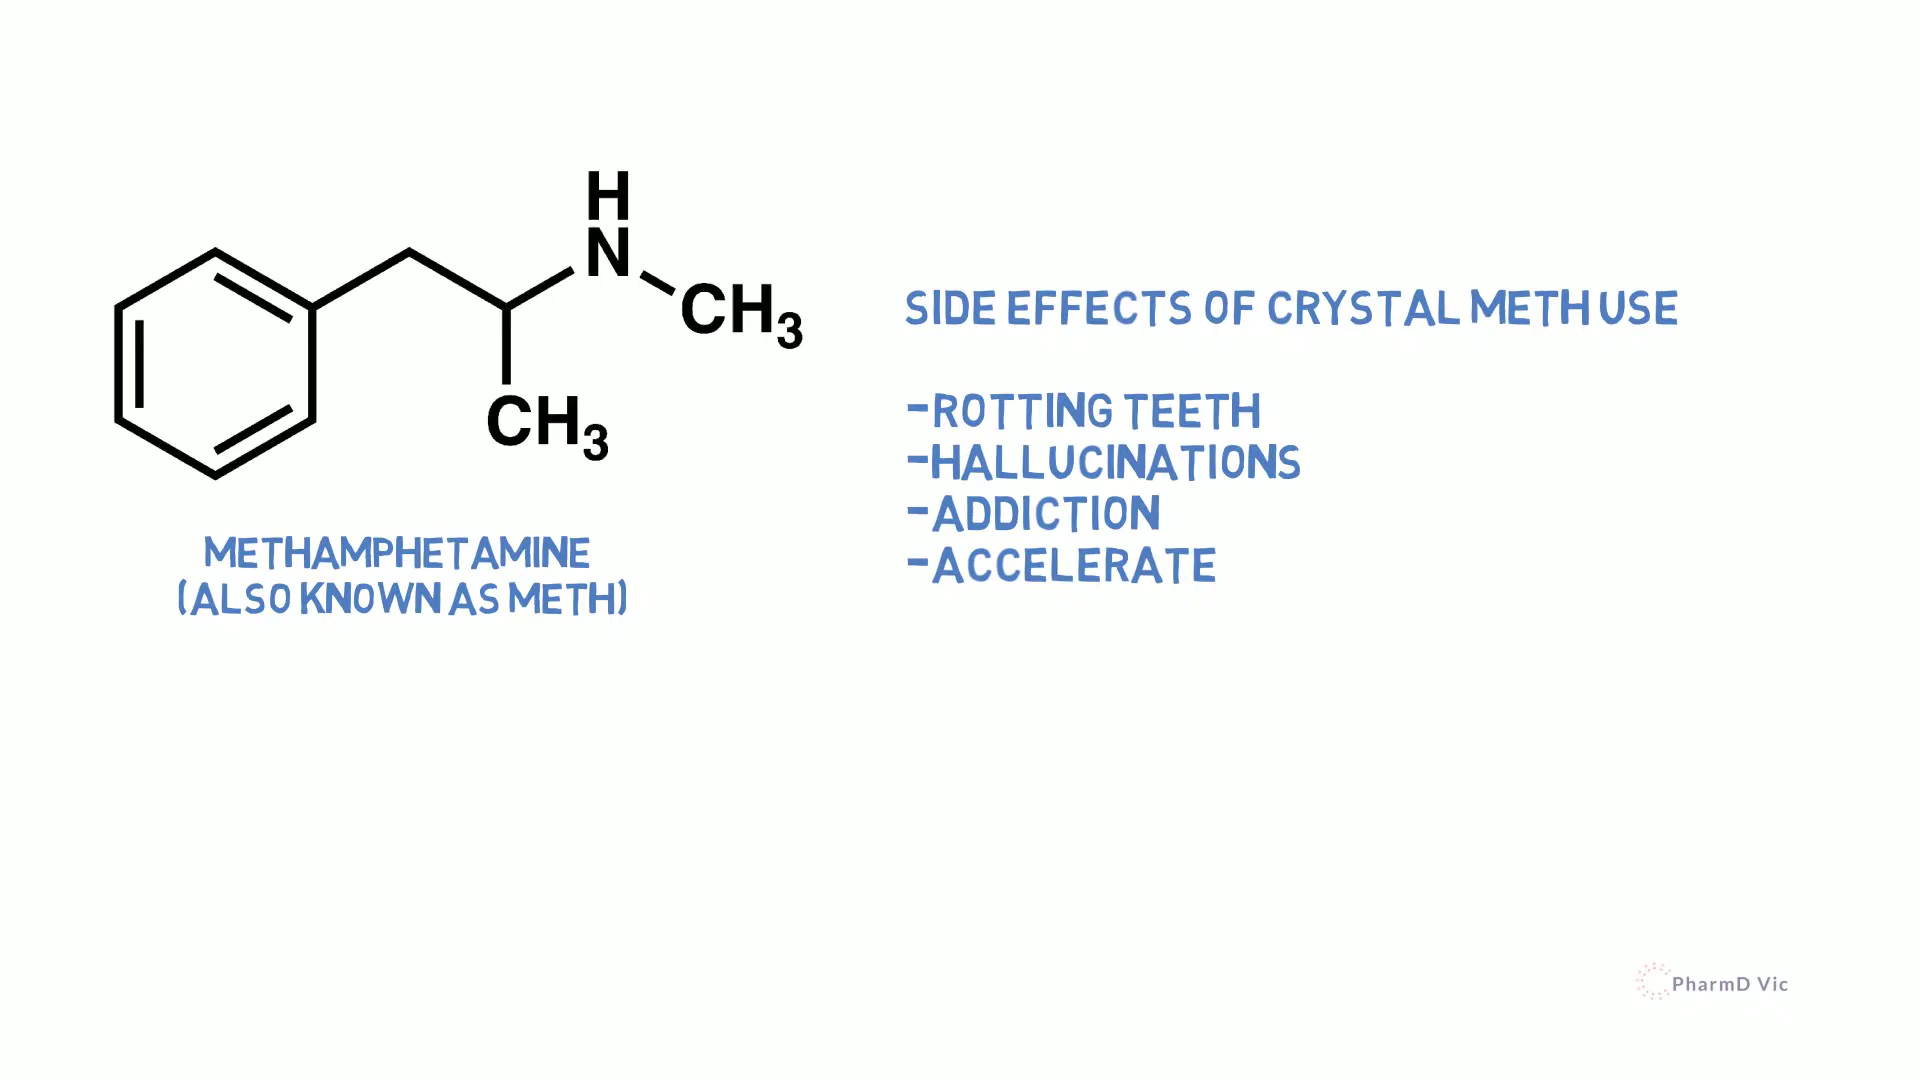 H
N
CH3
CH3
METHAMPHETAMINE
(ALSO KNOWN AS METH)
SIDE EFFECTS OF CRYSTAL METH USE
-ROTTING TEETH
-HALLUCINATIONS
-ADDICTION
-ACCELERATE
PharmD Vic